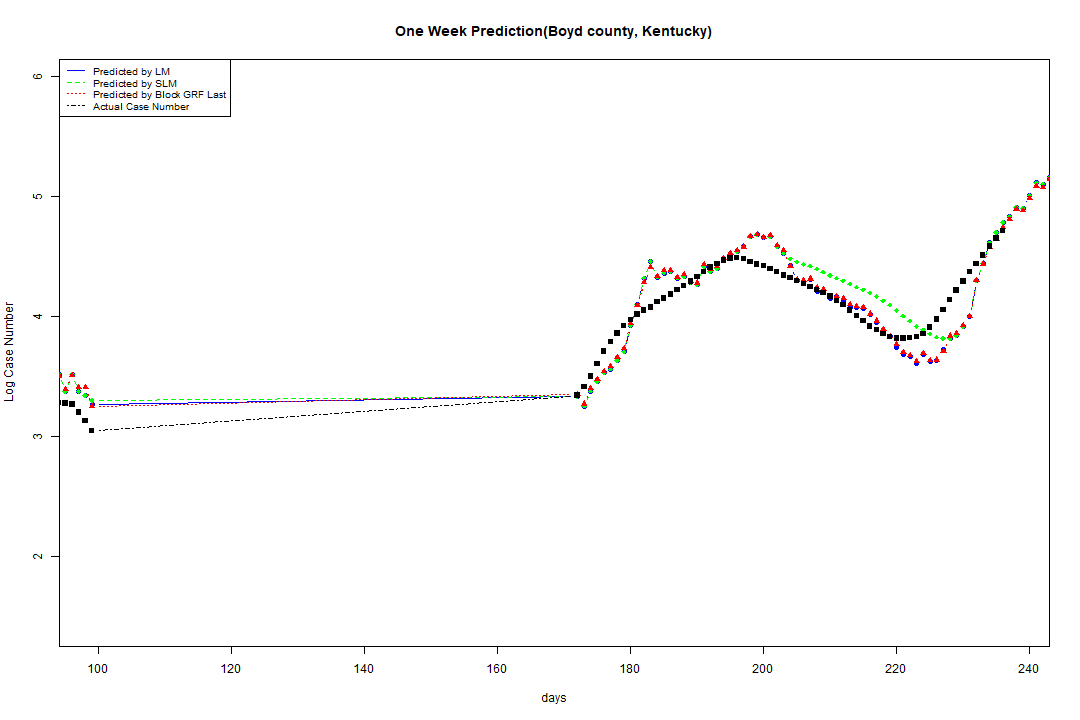 One Week Prediction(Boyd county, Kentucky)
Predicted by LM
Predicted by SLM
Predicted by Block GRF Last
Actual Case Number
6
5
4
3
2
Log Case Number
100 120 140 160 180 200 220 240
days